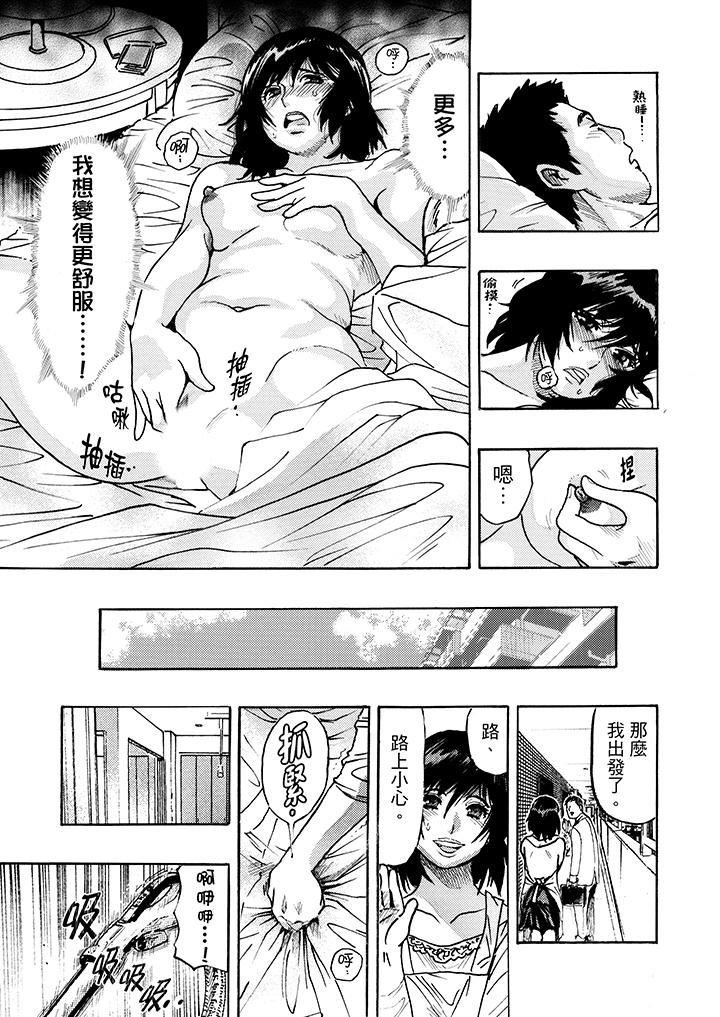 熟睡…
偷摸…
呼…
捏
嗯…
呼…
更多…
啊…
我想變得更舒服……！
抽插…
咕啾
抽插…
那麼
我出發了。
路、
路上小心。
抓緊
呼…
啊呷呷…！
吸
吸
吸
吸…